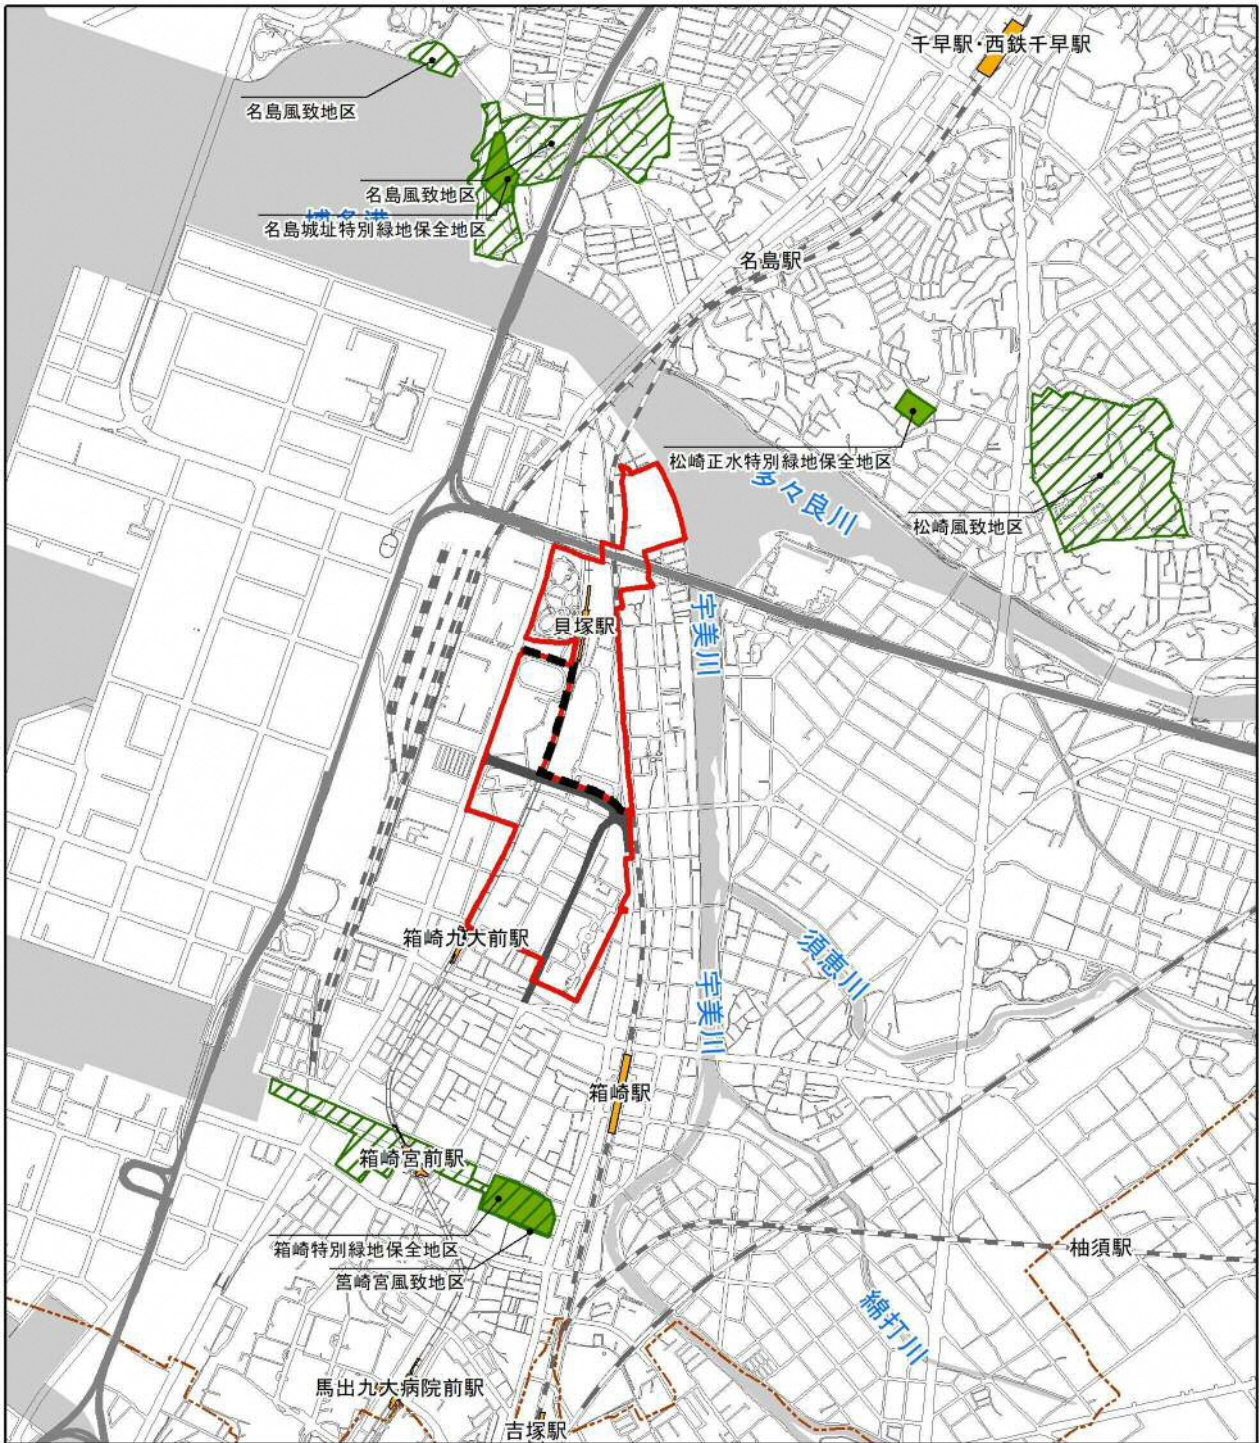 千早駅・西鉄千早駅
名島風致地区
名島風致地区
博多港
名島城址特別緑地保全地区
名島駅
松崎正水特別緑地保全地区
多々良川
松崎風致地区
宇美川
貝塚駅
箱崎九大前駅
須恵川
宇美川
箱崎駅
箱崎宮前駅
箱崎特別緑地保全地区
筥崎宮風致地区
柚須駅
綿打川
馬出九大病院前駅
吉塚駅